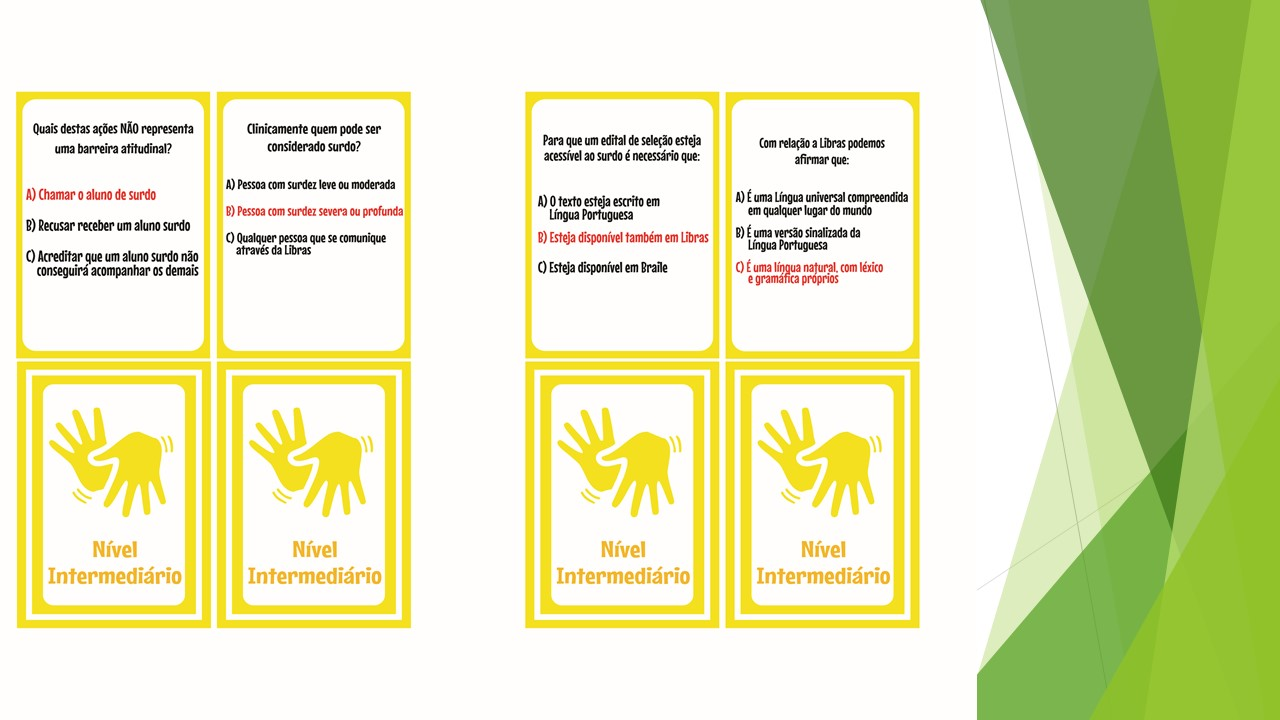 Quais destas ações NÃO representa
uma barreira atitudinal?
A) Chamar o aluno de surdo
B) Recusar receber um aluno surdo
C) Acreditar que um aluno surdo não
conseguirá acompanhar os demais
Clinicamente quem pode ser
considerado surdo?
A) Pessoa com surdez leve ou moderada
B) Pessoa com surdez severa ou profunda
C) Qualquer pessoa que se comunique
através da Libras
Para que um edital de seleção esteja
acessível ao surdo é necessário que:
A) O texto esteja escrito em
Língua Portuguesa
B) Esteja disponível também em Libras
C) Esteja disponível em Braile
Com relação a Libras podemos
afirmar que:
A) É uma Língua universal compreendida
em qualquer lugar do mundo
B) É uma versão sinalizada da
Língua Portuguesa
C) É uma língua natural, com léxico
e gramática próprios
Nível
Intermediário
Nível
Intermediário
Nível
Intermediário
Nível
Intermediário